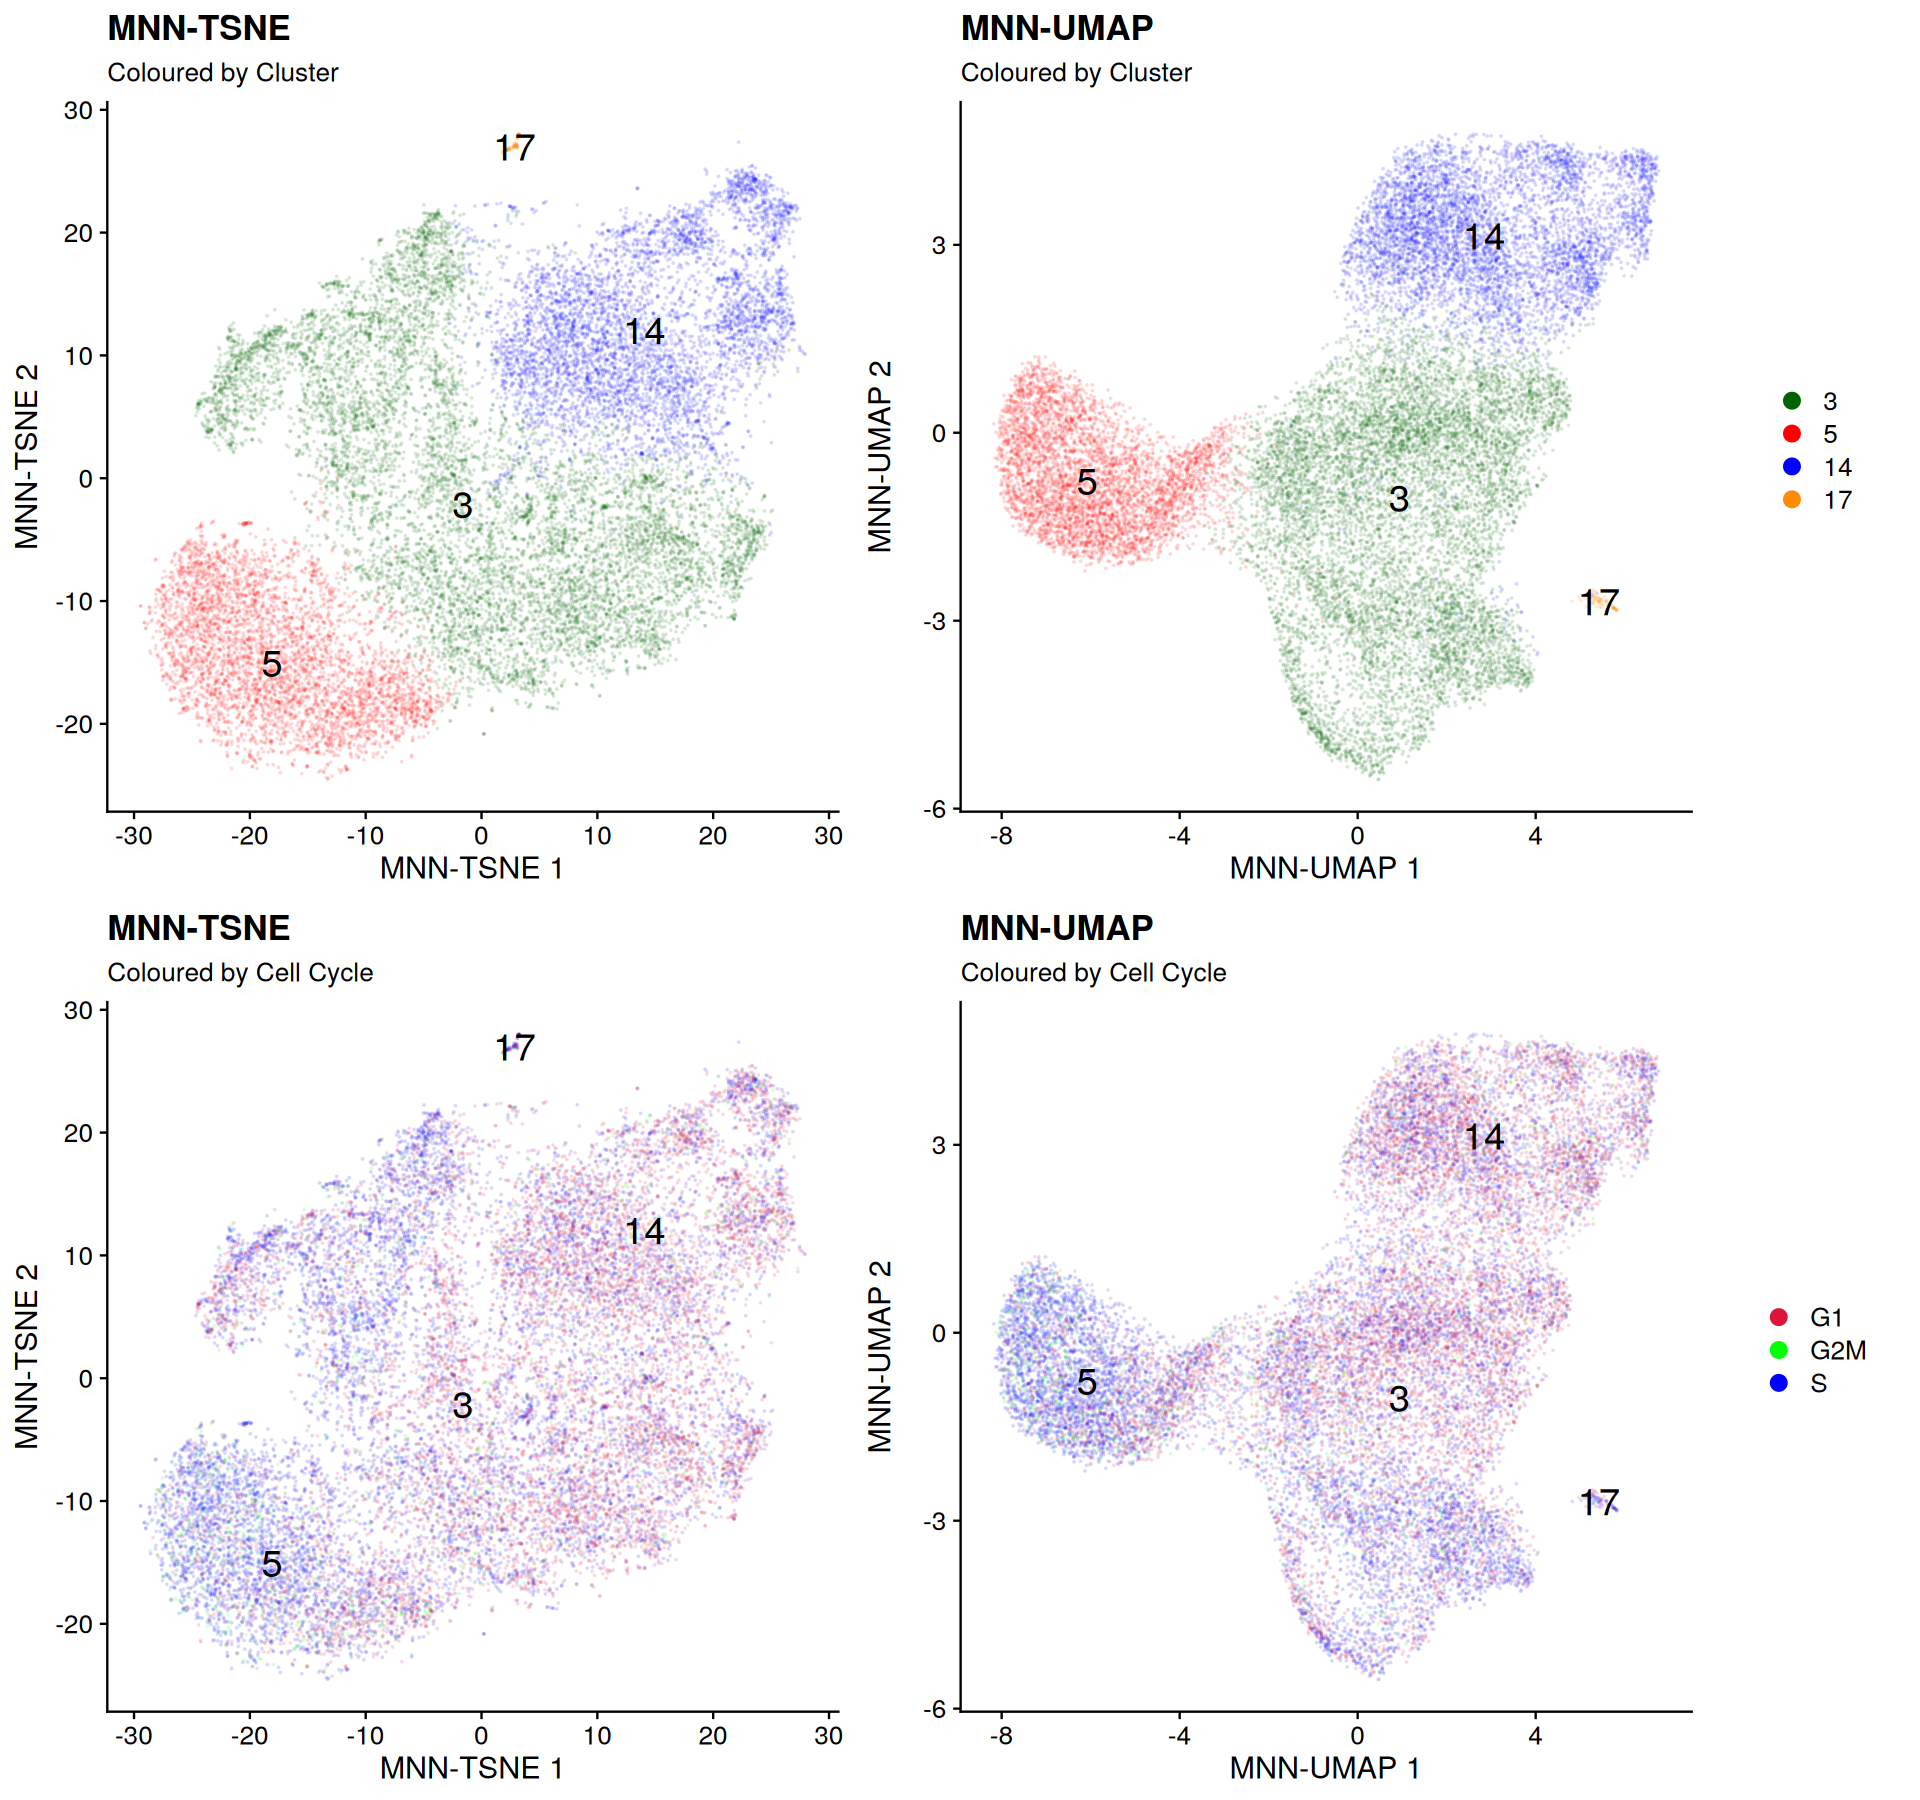 MNN-TSNE
Coloured by Cluster
30
20
10
0
-10
-20
MNN-TSNE 2
-30 -20 -10 0 10 20 30
MNN-TSNE 1
17
14
3
5
MNN-UMAP
Coloured by Cluster
3
0
-3
-6
MNN-UMAP 2
-8 -4 0 4
MNN-UMAP 1
14
5
3
17
3
5
14
17
MNN-TSNE
Coloured by Cell Cycle
30
20
10
0
-10
-20
MNN-TSNE 2
-30 -20 -10 0 10 20 30
MNN-TSNE 1
17
14
3
5
MNN-UMAP
Coloured by Cell Cycle
3
0
-3
-6
MNN-UMAP 2
-8 -4 0 4
MNN-UMAP 1
14
5
3
17
G1
G2M
S